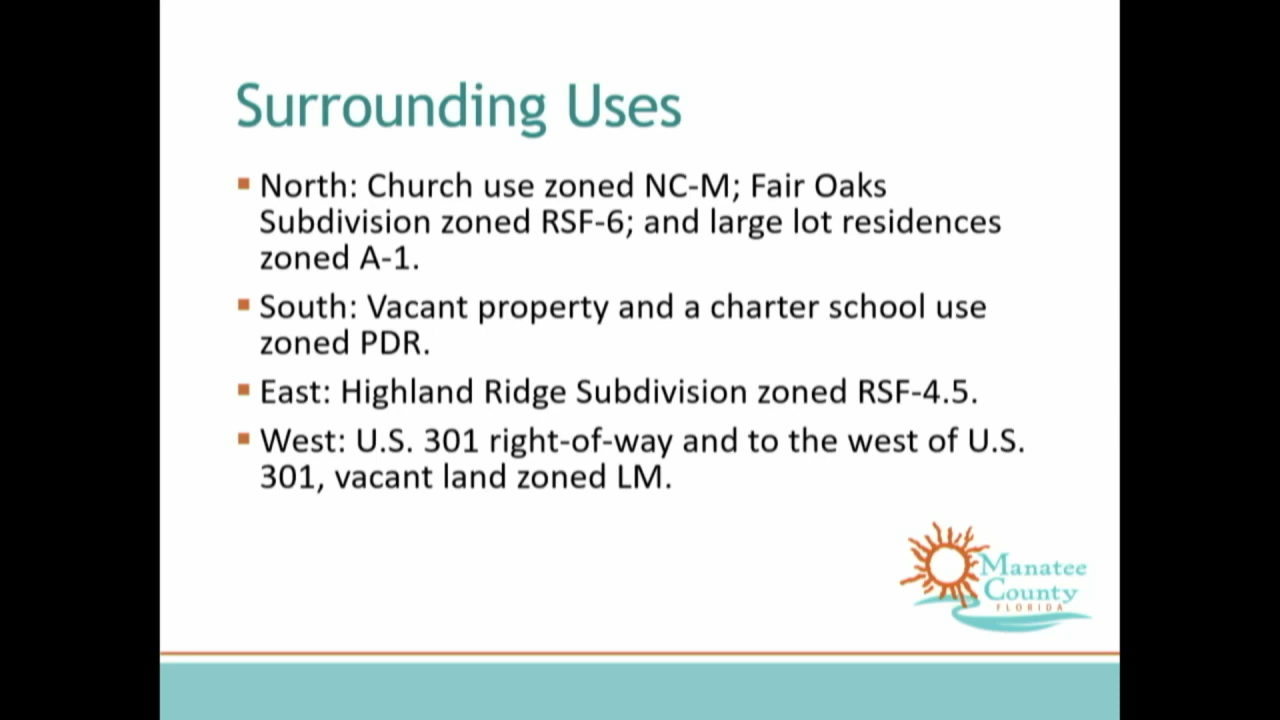 Surrounding Uses
North: Church use zoned NC-M; Fair Oaks
Subdivision zoned RSF-6; and large lot residences
zoned A-1.
South: Vacant property and a charter school use
zoned PDR.
East: Highland Ridge Subdivision zoned RSF-4.5.
West: U.S. 301 right-of-way and to the west of U.S.
301, vacant land zoned LM.
Manatee
County
FLORIDA